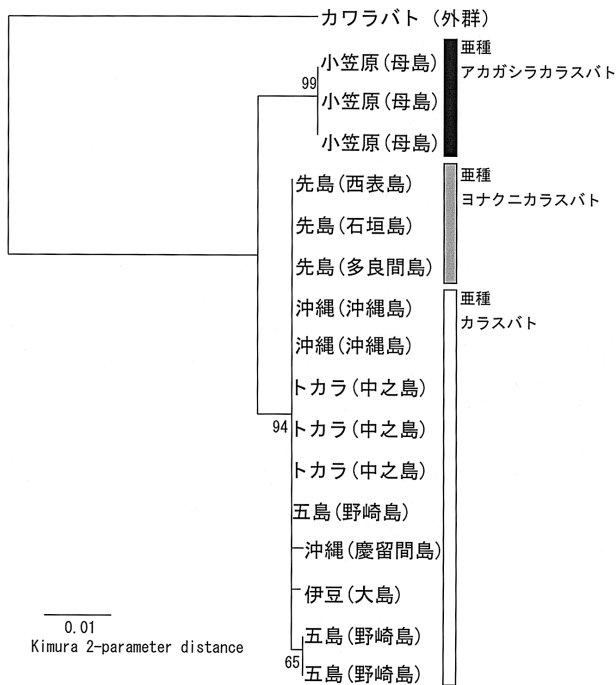 カワラバト (外群)
小笠原(母島)
99
小笠原(母島)
小笠原(母島)
亜種
アカガシラカラスバト
先島(西表島)
先島(石垣島)
先島(多良間島)
亜種
ヨナクニカラスバト
沖縄(沖縄島)
沖縄(沖縄島)
トカラ(中之島)
94
トカラ(中之島)
トカラ(中之島)
五島(野崎島)
沖縄(慶留間島)
伊豆(大島)
五島(野崎島)
65
五島(野崎島)
亜種
カラスバト
0.01
Kimura 2-parameter distance